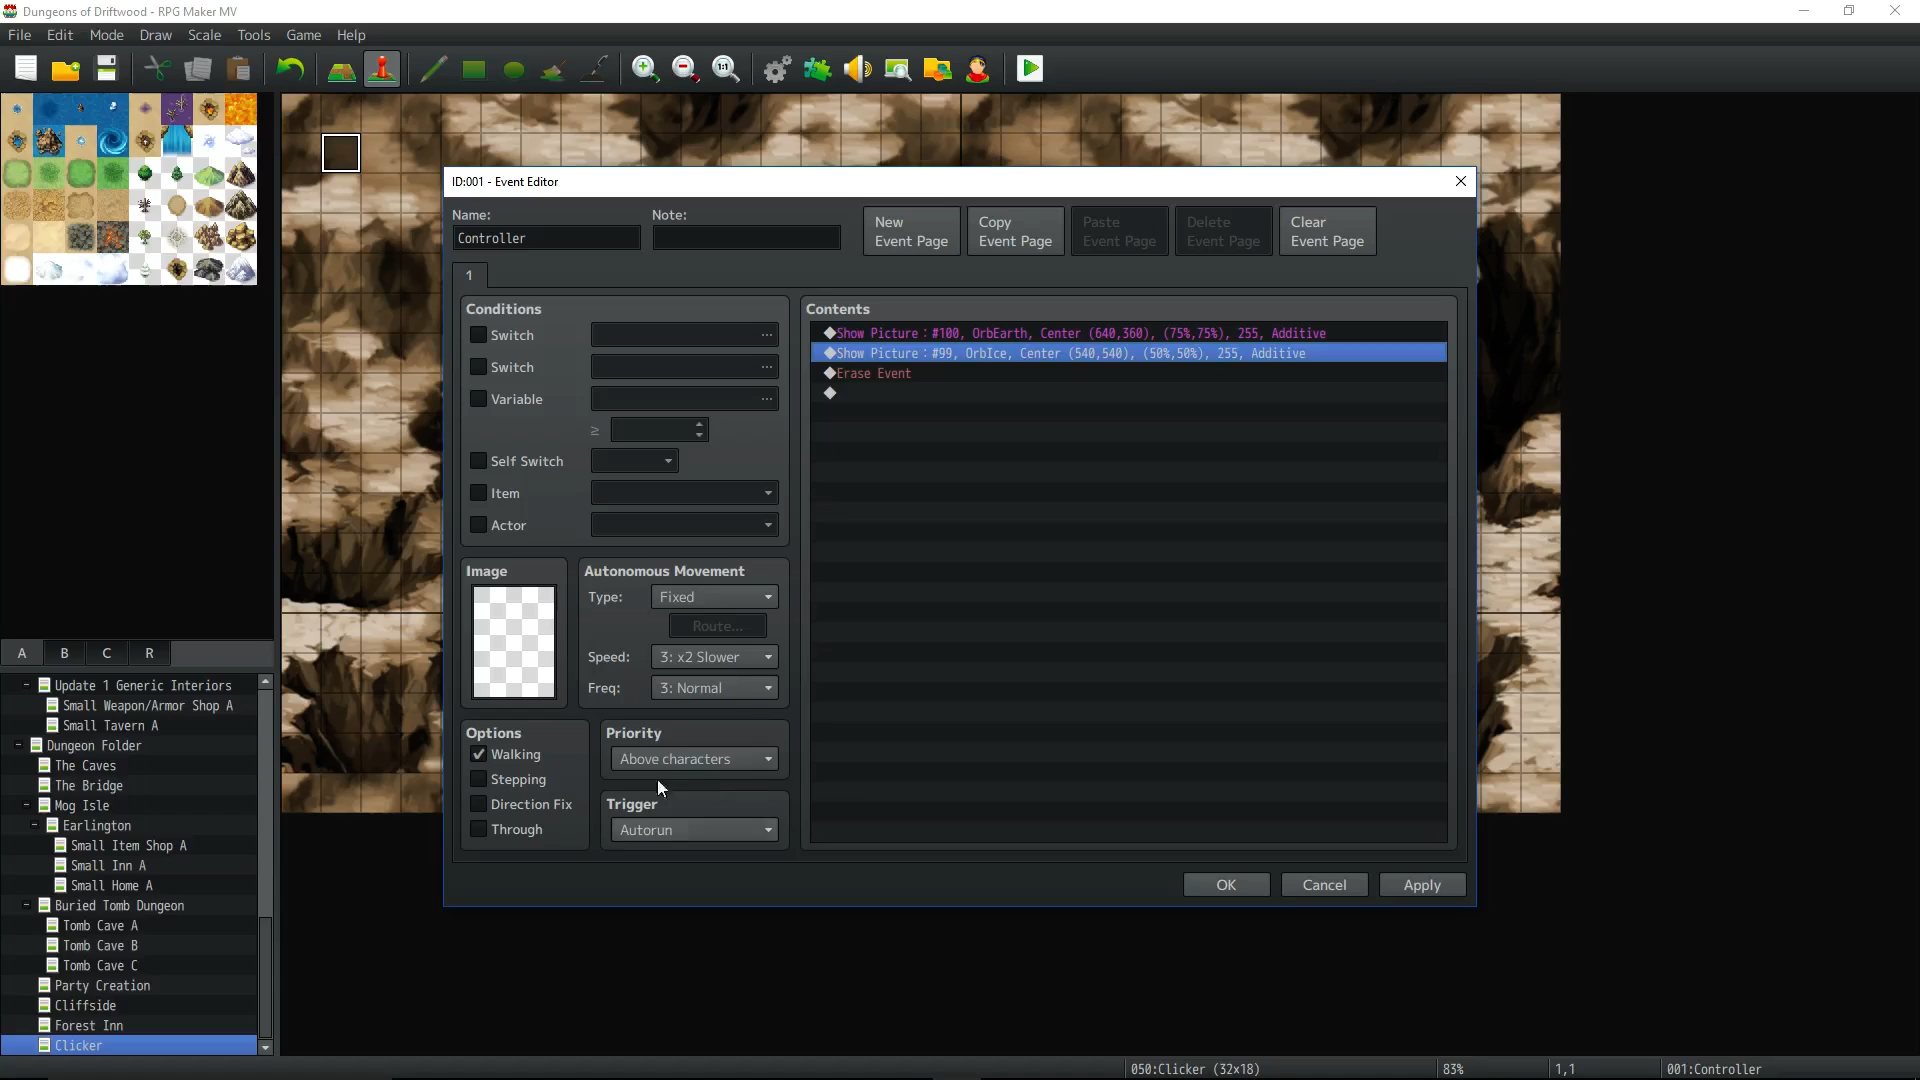 Dungeons of Driftwood - RPG Maker MV
File Edit Mode Draw Scale Tools Game Help
1:1
ID:001 - Event Editor
Name: Note:
Controller
New Event Page
Copy Event Page
Paste Event Page
Delete Event Page
Clear Event Page
1
Conditions
Switch ...
Switch ...
Variable ...
≥
Self Switch
Item
Actor
Image
Autonomous Movement
Type: Fixed
Route...
Speed: 3: x2 Slower
Freq: 3: Normal
Options
Walking
Stepping
Direction Fix
Through
Priority
Above characters
Trigger
Autorun
Contents
◆Show Picture : #100, OrbEarth, Center (640,360), (75%,75%), 255, Additive
◆Show Picture : #99, OrbIce, Center (540,540), (50%,50%), 255, Additive
◆Erase Event
◆
OK Cancel Apply
A B C R
Update 1 Generic Interiors
Small Weapon/Armor Shop A
Small Tavern A
Dungeon Folder
The Caves
The Bridge
Mog Isle
Earlington
Small Item Shop A
Small Inn A
Small Home A
Buried Tomb Dungeon
Tomb Cave A
Tomb Cave B
Tomb Cave C
Party Creation
Cliffside
Forest Inn
Clicker
050:Clicker (32x18) 83% 1,1 001:Controller